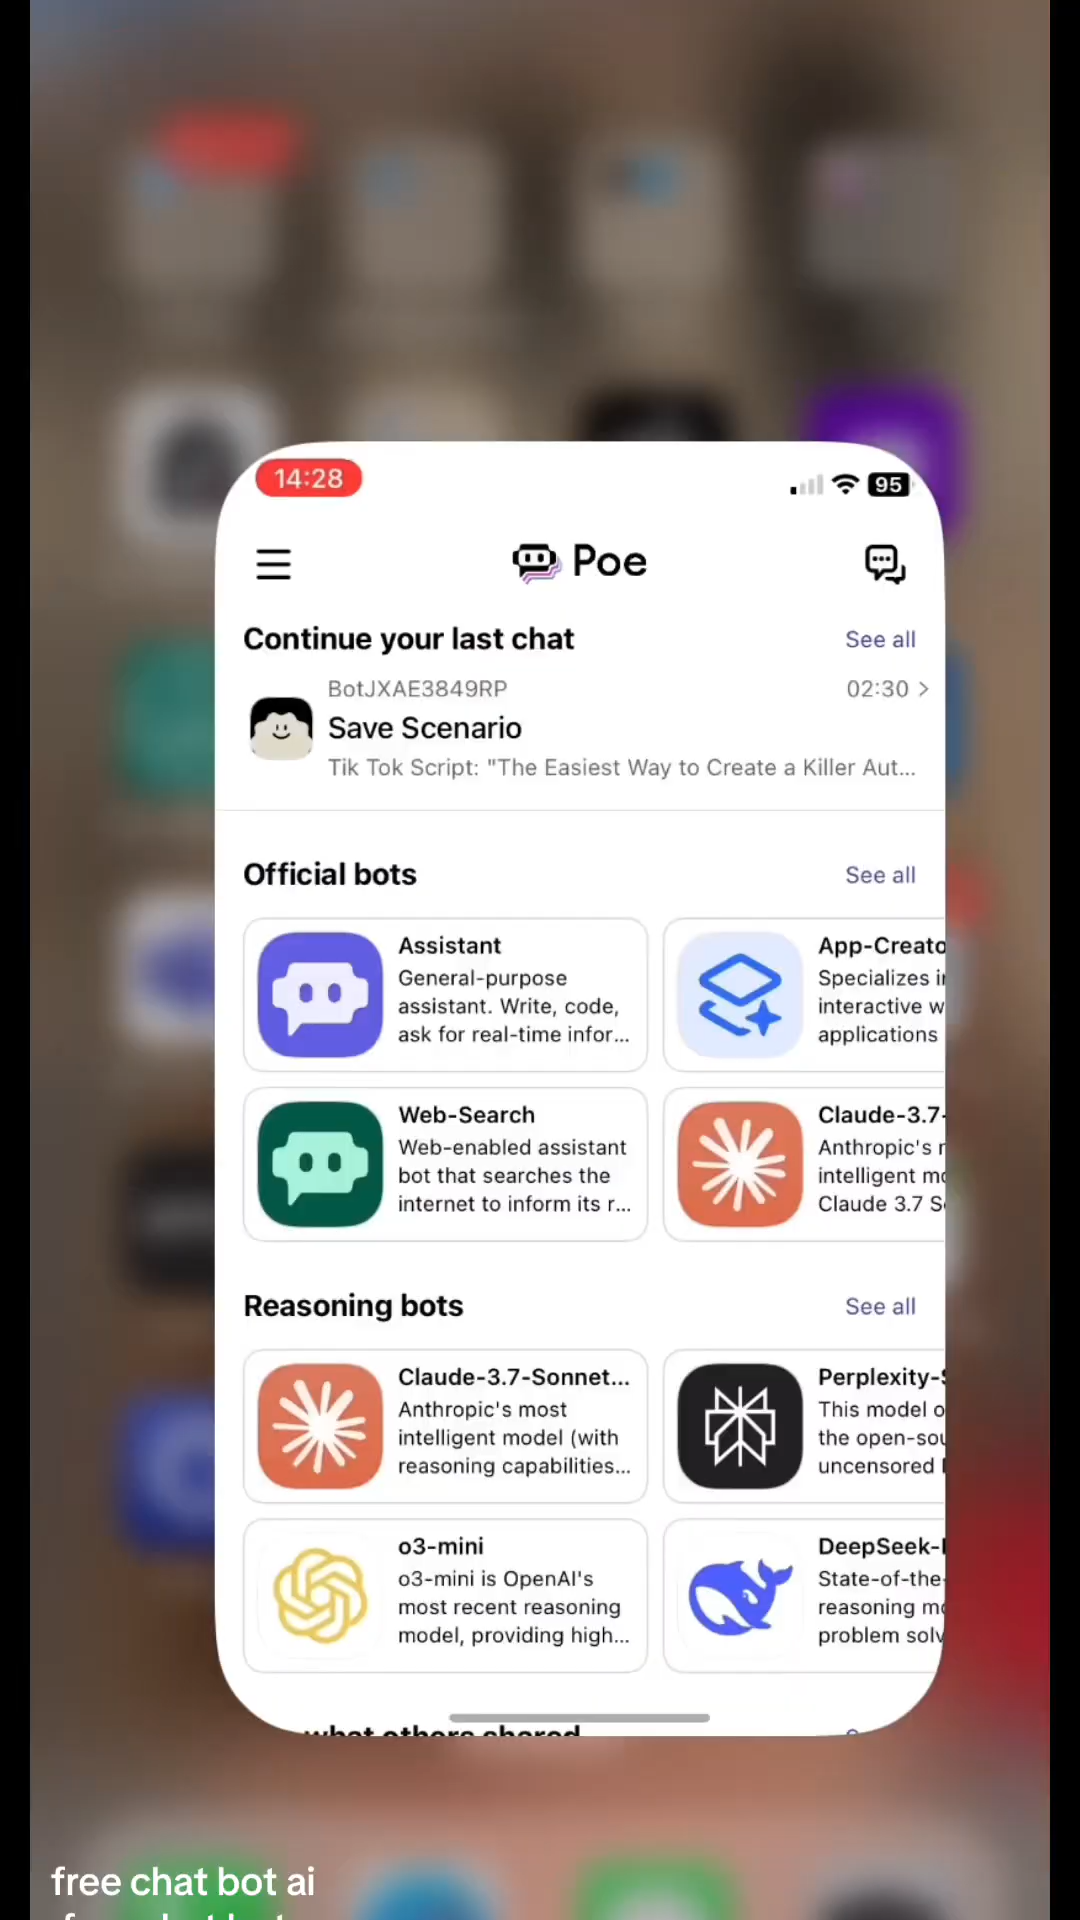 14:28
95
Poe
Continue your last chat
See all
BotJXAE3849RP
02:30
Save Scenario
Tik Tok Script: "The Easiest Way to Create a Killer Aut...
Official bots
See all
Assistant
General-purpose
assistant. Write, code,
ask for real-time infor...
App-Creato
Specializes i
interactive w
applications
Web-Search
Web-enabled assistant
bot that searches the
internet to inform its r...
Claude-3.7-
Anthropic's
intelligent mo
Claude 3.7 S
Reasoning bots
See all
Claude-3.7-Sonnet...
Anthropic's most
intelligent model (with
reasoning capabilities...
Perplexity-
This model o
the open-sou
uncensored
o3-mini
o3-mini is OpenAI's
most recent reasoning
model, providing high...
DeepSeek-
State-of-the-
reasoning mo
problem solv
what others shared
free chat bot ai